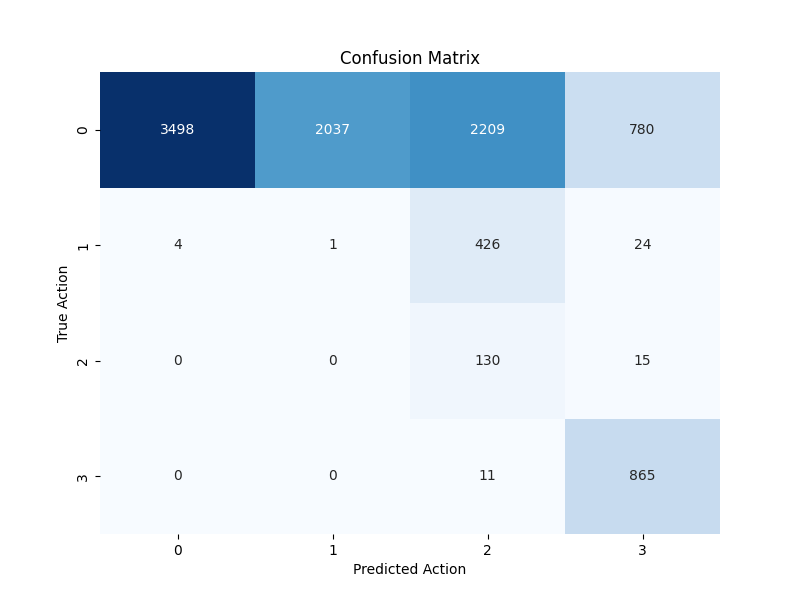 Confusion Matrix
0 3498 2037 2209 780
1 4 1 426 24
2 0 0 130 15
3 0 0 11 865
0 1 2 3
True Action
Predicted Action